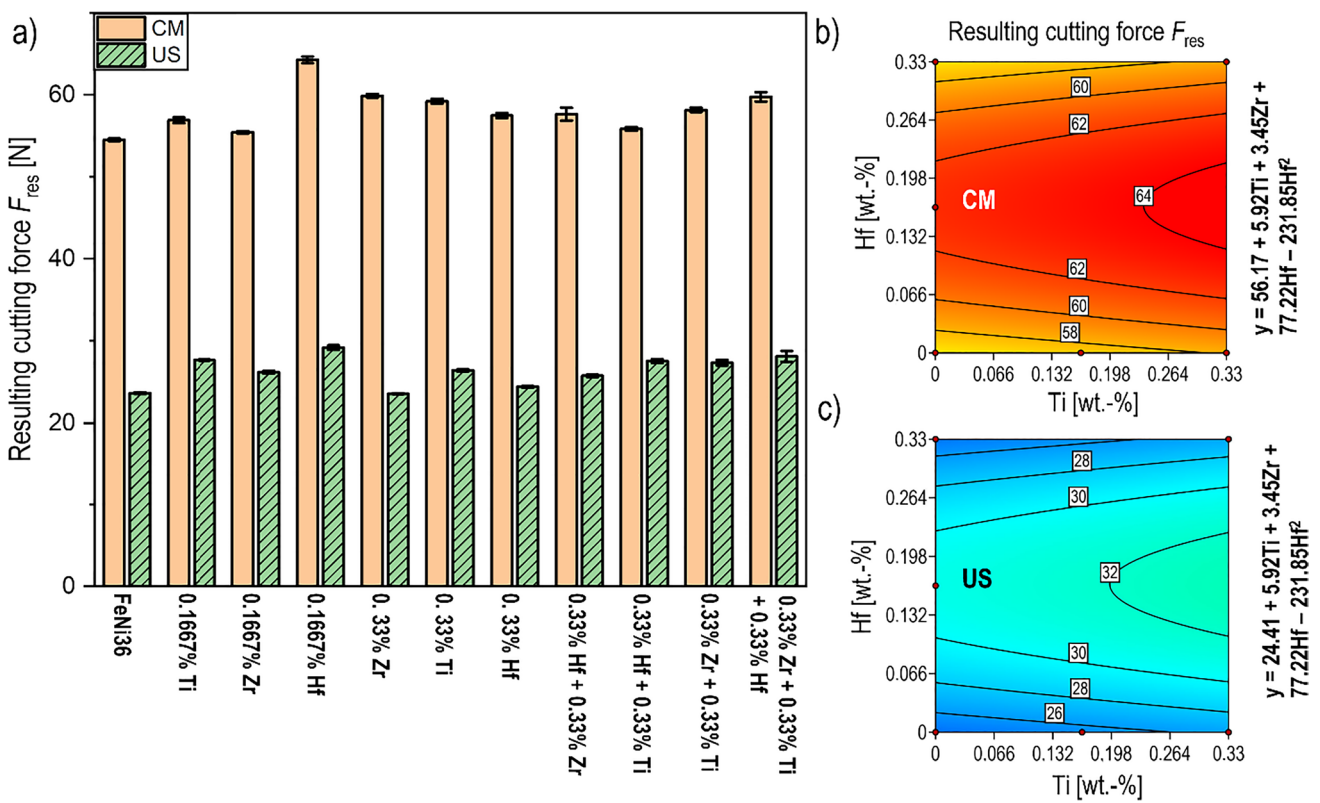 a)
CM
US
Resulting cutting force Fres [N]
60
40
20
0
FeNi36
0.1667% Ti
0.1667% Zr
0.1667% Hf
0. 33% Zr
0. 33% Ti
0. 33% Hf
0.33% Hf + 0.33% Zr
0.33% Hf + 0.33% Ti
0.33% Zr + 0.33% Ti
0.33% Zr + 0.33% Ti
+ 0.33% Hf
b)
Resulting cutting force Fres
Hf [wt.-%]
0.33
0.264
0.198
0.132
0.066
0
60
62
64
CM
62
60
58
0
0.066
0.132
0.198
0.264
0.33
Ti [wt.-%]
y = 56.17 + 5.92Ti + 3.45Zr +
77.22Hf – 231.85Hf²
c)
Hf [wt.-%]
0.33
0.264
0.198
0.132
0.066
0
28
30
32
US
30
28
26
0
0.066
0.132
0.198
0.264
0.33
Ti [wt.-%]
y = 24.41 + 5.92Ti + 3.45Zr +
77.22Hf – 231.85Hf²